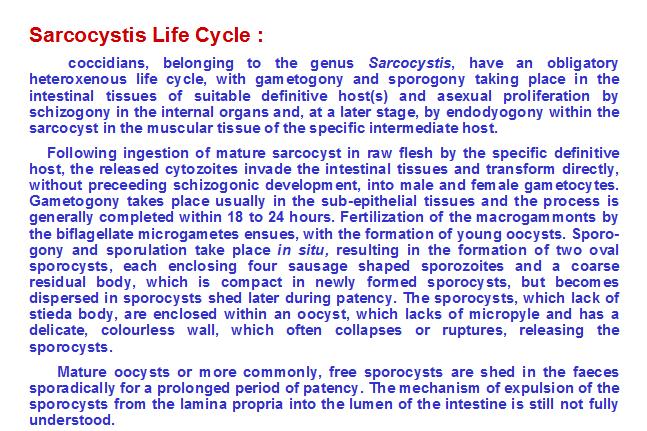 Sarcocystis Life Cycle :
coccidians, belonging to the genus Sarcocystis, have an obligatory
heteroxenous life cycle, with gametogony and sporogony taking place in the
intestinal tissues of suitable definitive host(s) and asexual proliferation by
schizogony in the internal organs and, at a later stage, by endodyogony within the
sarcocyst in the muscular tissue of the specific intermediate host.
Following ingestion of mature sarcocyst in raw flesh by the specific definitive
host, the released cytozoites invade the intestinal tissues and transform directly,
without preceeding schizogonic development, into male and female gametocytes.
Gametogony takes place usually in the sub-epithelial tissues and the process is
generally completed within 18 to 24 hours. Fertilization of the macrogammonts by
the biflagellate microgametes ensues, with the formation of young oocysts. Sporo-
gony and sporulation take place in situ, resulting in the formation of two oval
sporocysts, each enclosing four sausage shaped sporozoites and a coarse
residual body, which is compact in newly formed sporocysts, but becomes
dispersed in sporocysts shed later during patency. The sporocysts, which lack of
stieda body, are enclosed within an oocyst, which lacks of micropyle and has a
delicate, colourless wall, which often collapses or ruptures, releasing the
sporocysts.
Mature oocysts or more commonly, free sporocysts are shed in the faeces
sporadically for a prolonged period of patency. The mechanism of expulsion of the
sporocysts from the lamina propria into the lumen of the intestine is still not fully
understood.